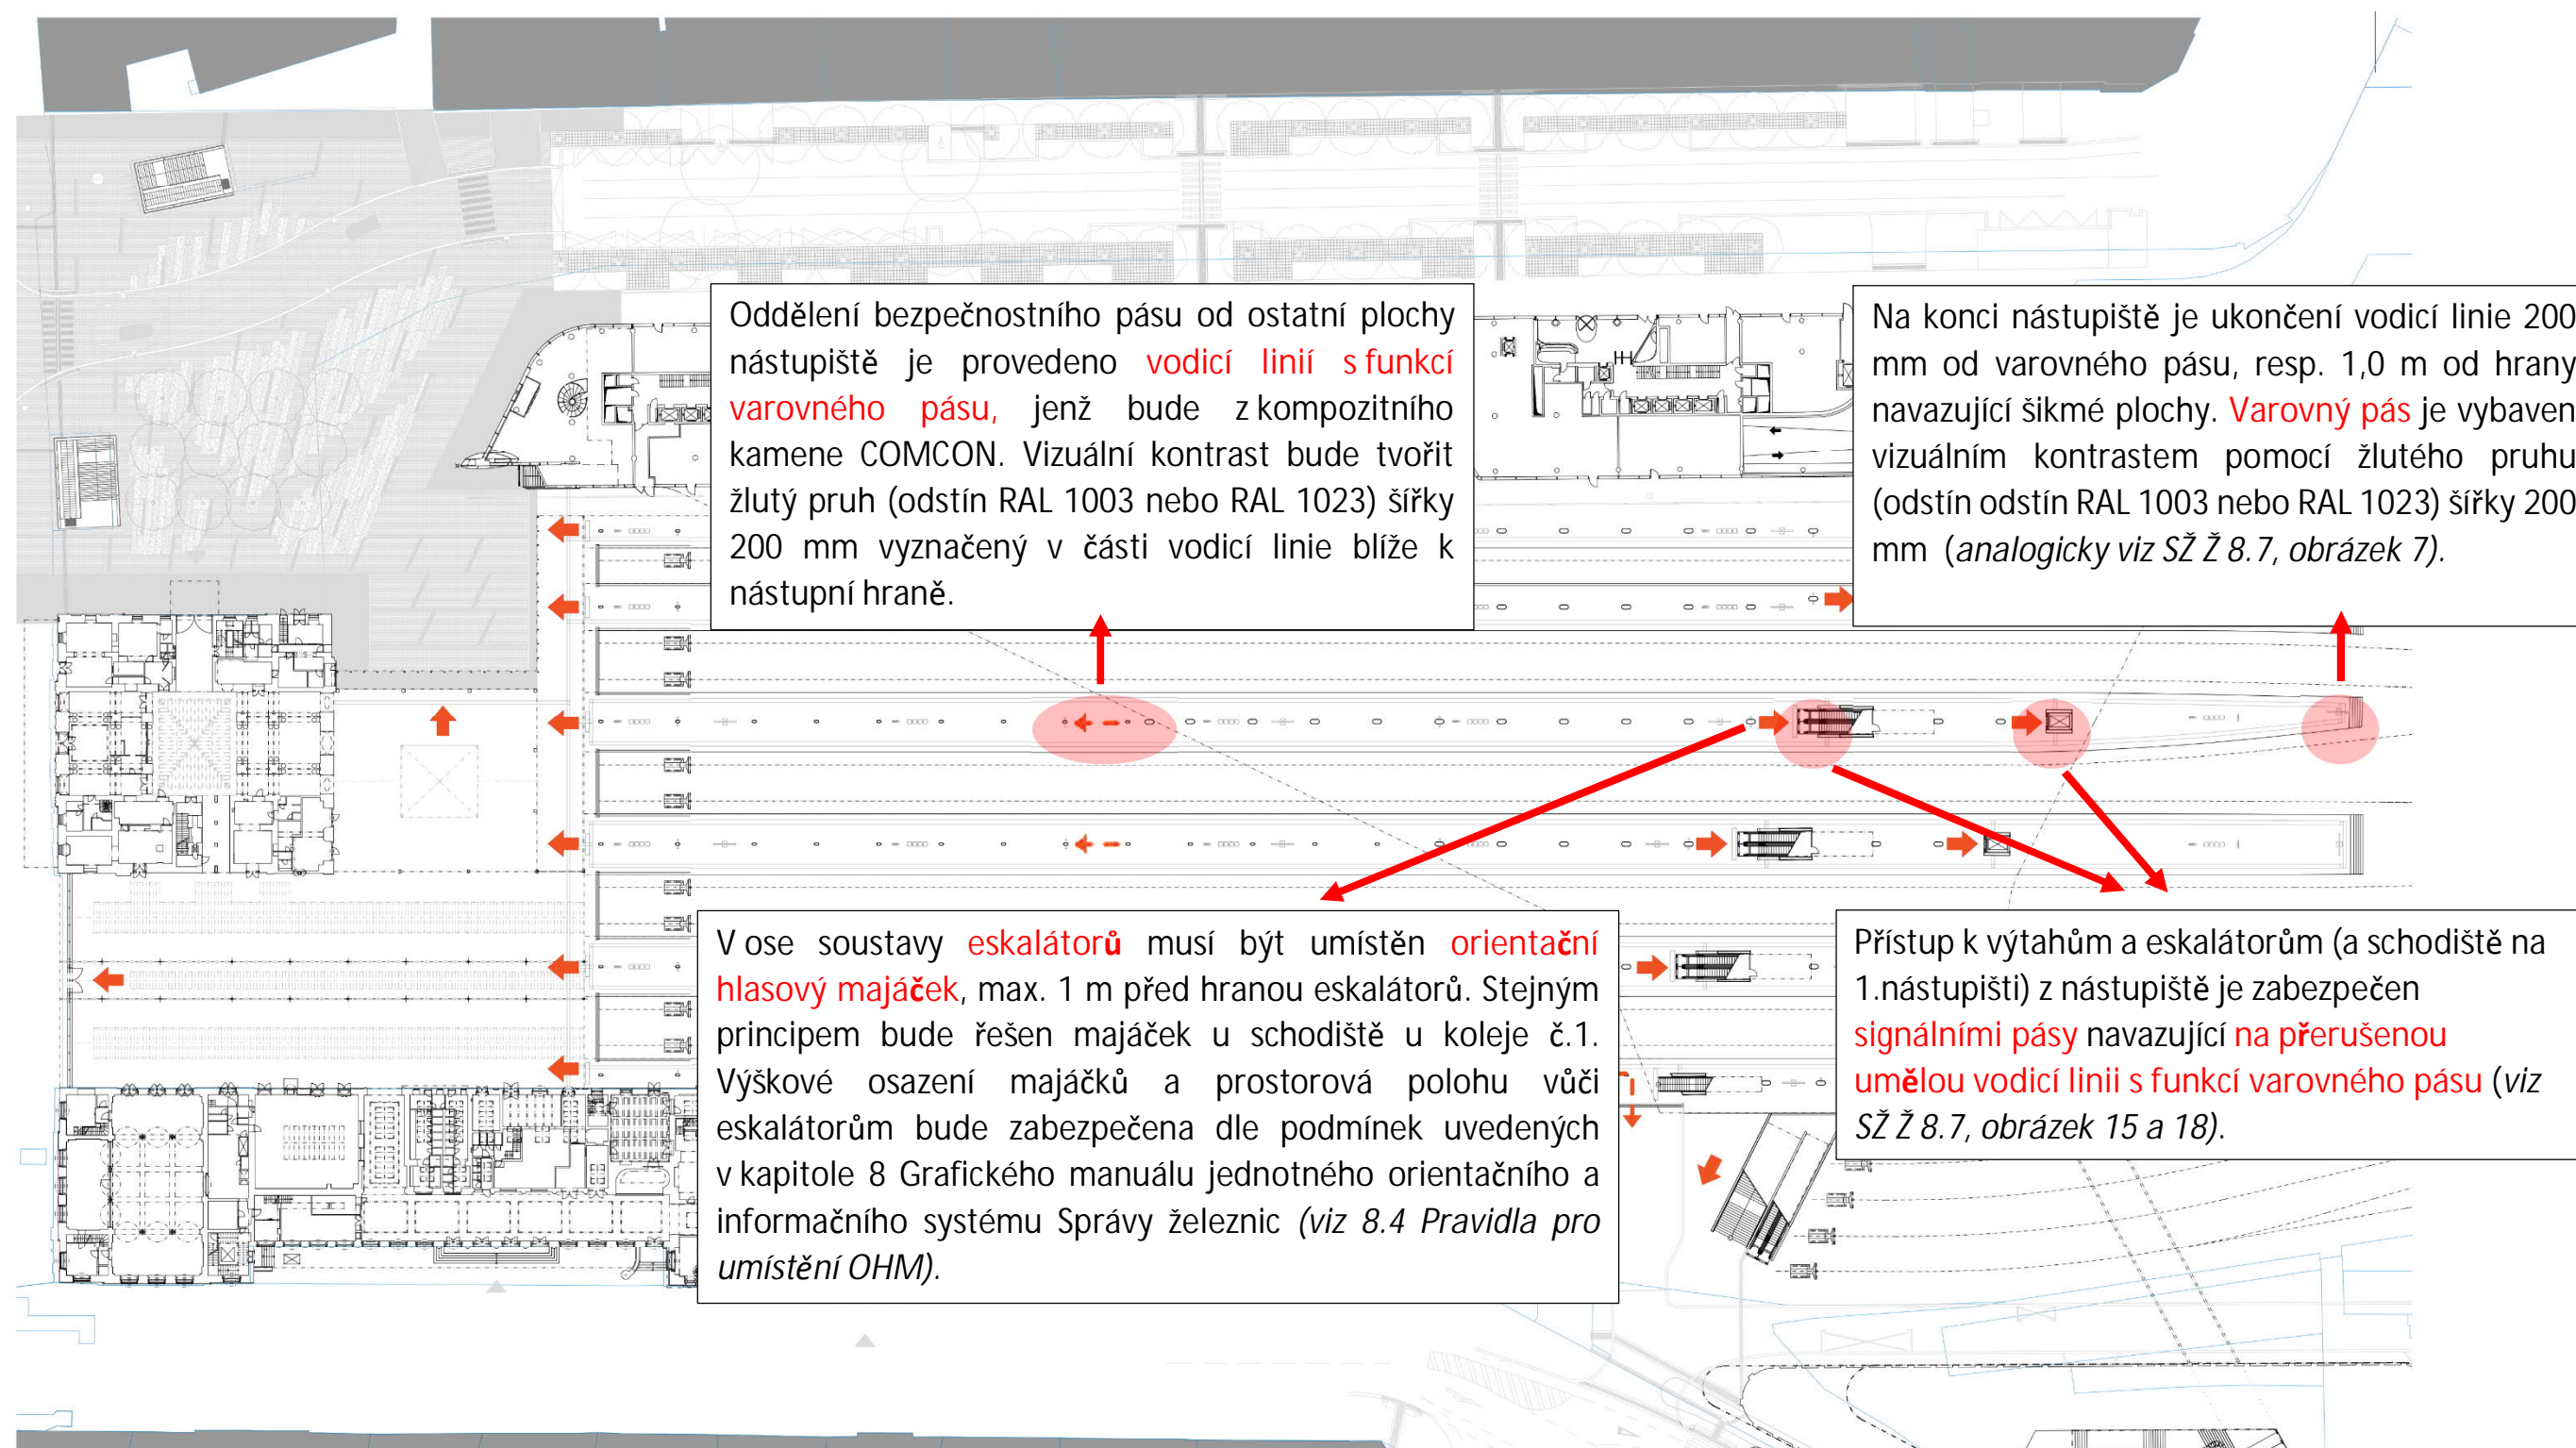 Oddělení bezpečnostního pásu od ostatní plochy
nástupiště je provedeno vodicí linií s funkcí
varovného pásu, jenž bude z kompozitního
kamene COMCON. Vizuální kontrast bude tvořit
žlutý pruh (odstín RAL 1003 nebo RAL 1023) šířky
200 mm vyznačený v části vodicí linie blíže k
nástupní hraně.
Na konci nástupiště je ukončení vodicí linie 200
mm od varovného pásu, resp. 1,0 m od hrany
navazující šikmé plochy. Varovný pás je vybaven
vizuálním kontrastem pomocí žlutého pruhu
(odstín odstín RAL 1003 nebo RAL 1023) šířky 200
mm (analogicky viz SŽ Ž 8.7, obrázek 7).
V ose soustavy eskalátorů musí být umístěn orientační
hlasový majáček, max. 1 m před hranou eskalátorů. Stejným
principem bude řešen majáček u schodiště u koleje č.1.
Výškové osazení majáčků a prostorová polohu vůči
eskalátorům bude zabezpečena dle podmínek uvedených
v kapitole 8 Grafického manuálu jednotného orientačního a
informačního systému Správy železnic (viz 8.4 Pravidla pro
umístění OHM).
Přístup k výtahům a eskalátorům (a schodiště na
1.nástupišti) z nástupiště je zabezpečen
signálními pásy navazující na přerušenou
umělou vodicí linii s funkcí varovného pásu (viz
SŽ Ž 8.7, obrázek 15 a 18).